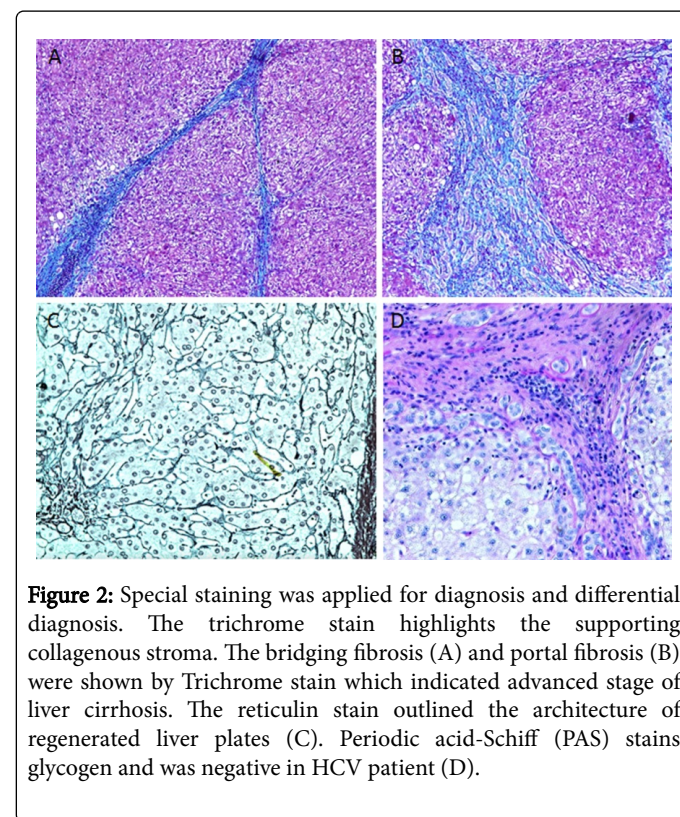 A
B
C
D
Figure 2: Special staining was applied for diagnosis and differential
diagnosis. The trichrome stain highlights the supporting
collagenous stroma. The bridging fibrosis (A) and portal fibrosis (B)
were shown by Trichrome stain which indicated advanced stage of
liver cirrhosis. The reticulin stain outlined the architecture of
regenerated liver plates (C). Periodic acid-Schiff (PAS) stains
glycogen and was negative in HCV patient (D).